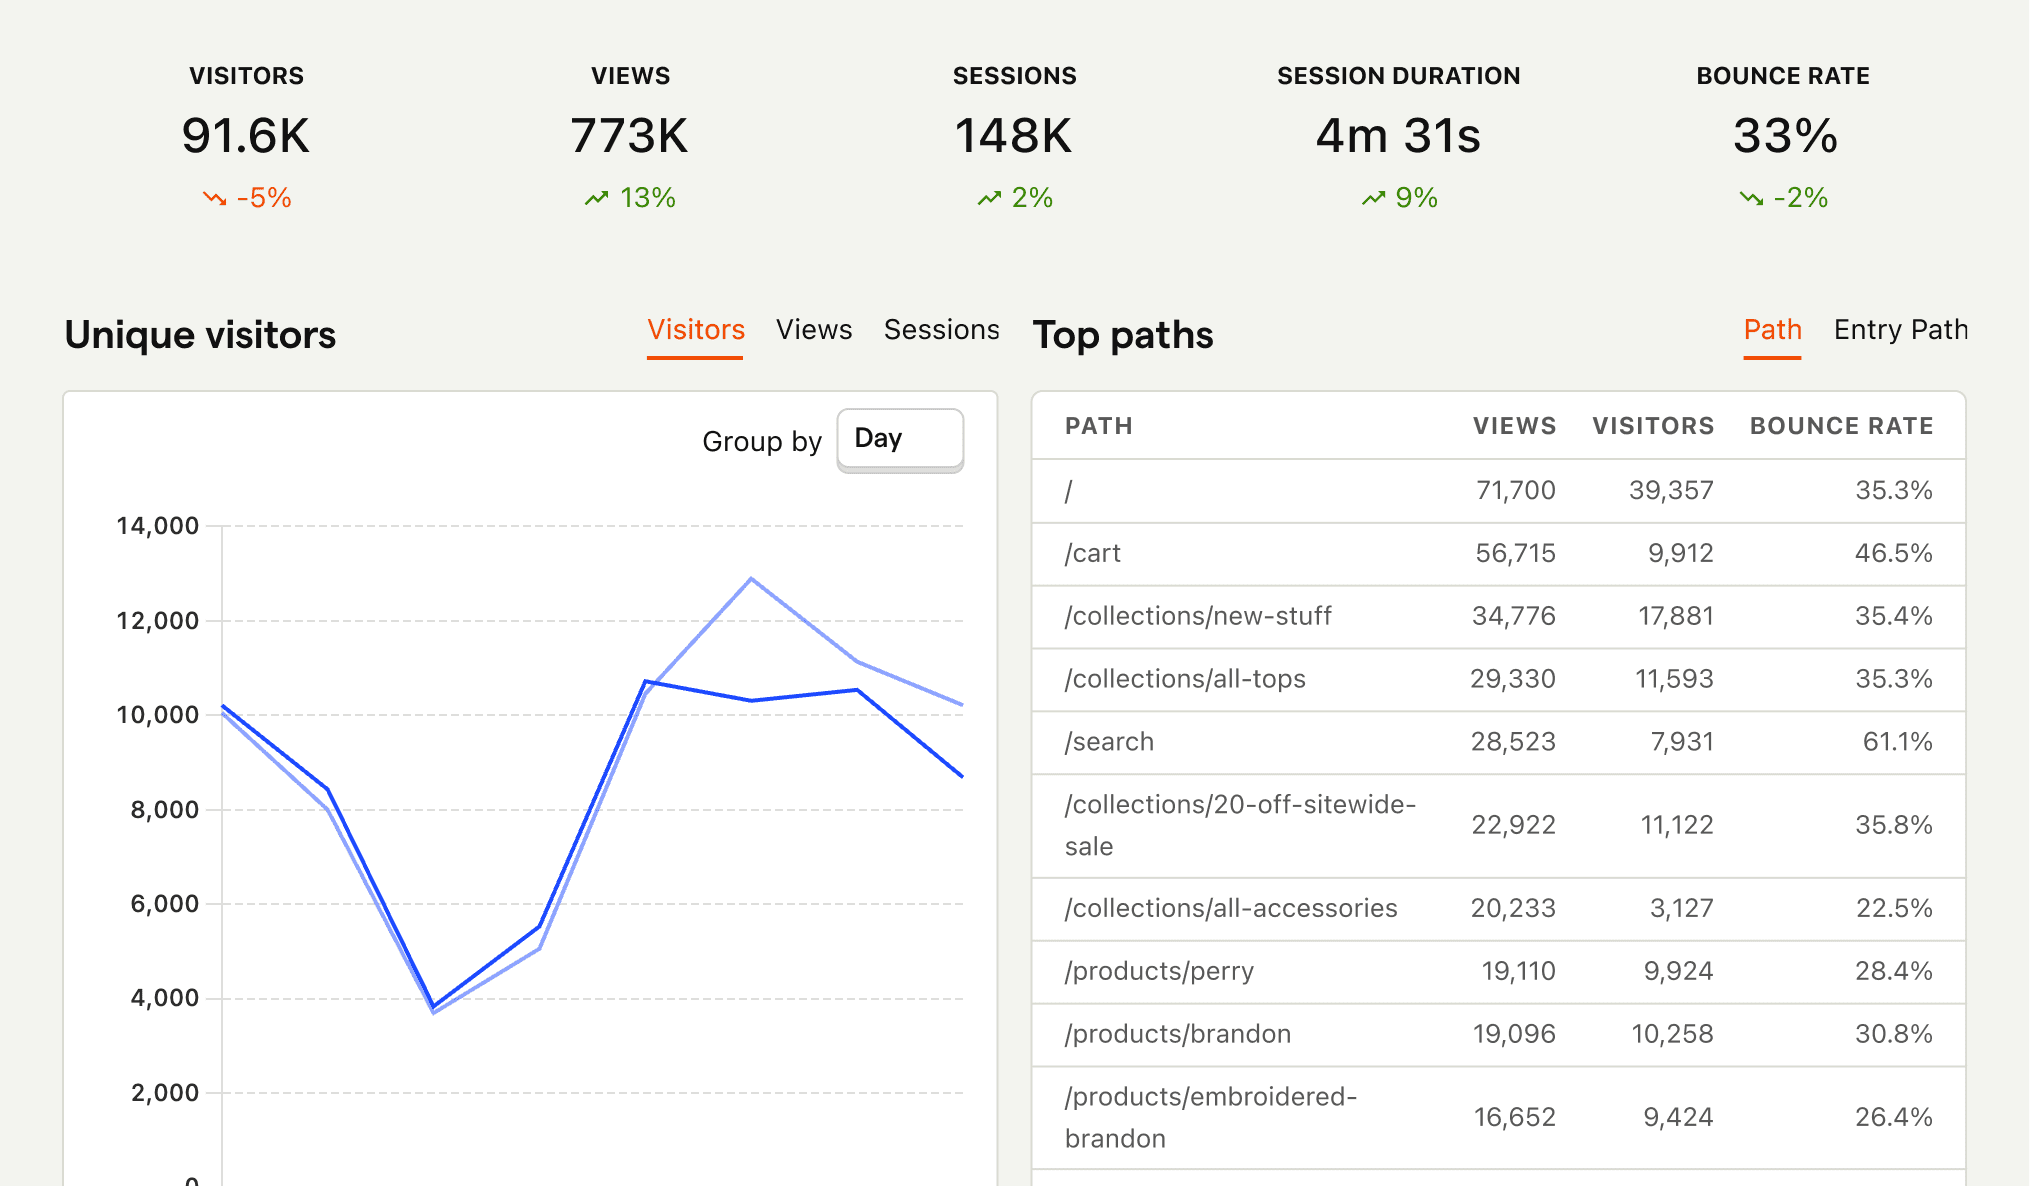 VISITORS
91.6K
-5%
VIEWS
773K
13%
SESSIONS
148K
2%
SESSION DURATION
4m 31s
9%
BOUNCE RATE
33%
-2%
Unique visitors
Visitors Views Sessions
Group by Day
14,000
12,000
10,000
8,000
6,000
4,000
2,000
0
Top paths
Path Entry Path
PATH VIEWS VISITORS BOUNCE RATE
/ 71,700 39,357 35.3%
/cart 56,715 9,912 46.5%
/collections/new-stuff 34,776 17,881 35.4%
/collections/all-tops 29,330 11,593 35.3%
/search 28,523 7,931 61.1%
/collections/20-off-sitewide-
sale 22,922 11,122 35.8%
/collections/all-accessories 20,233 3,127 22.5%
/products/perry 19,110 9,924 28.4%
/products/brandon 19,096 10,258 30.8%
/products/embroidered-
brandon 16,652 9,424 26.4%